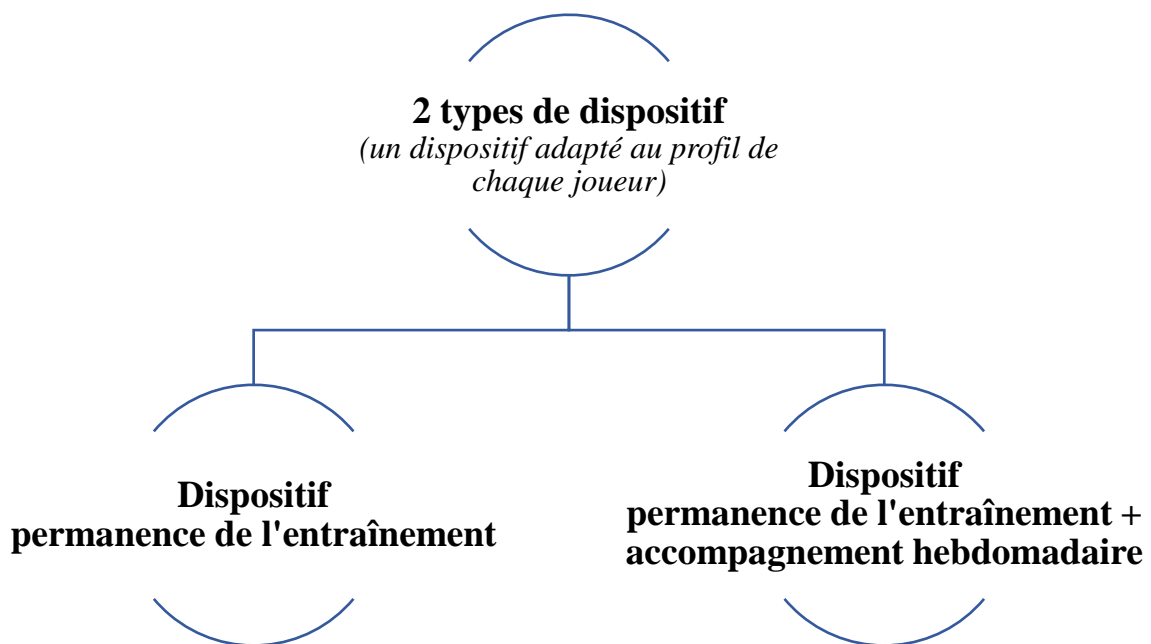 2 types de dispositif
(un dispositif adapté au profil de
chaque joueur)
Dispositif
permanence de l'entraînement
Dispositif
permanence de l'entraînement +
accompagnement hebdomadaire